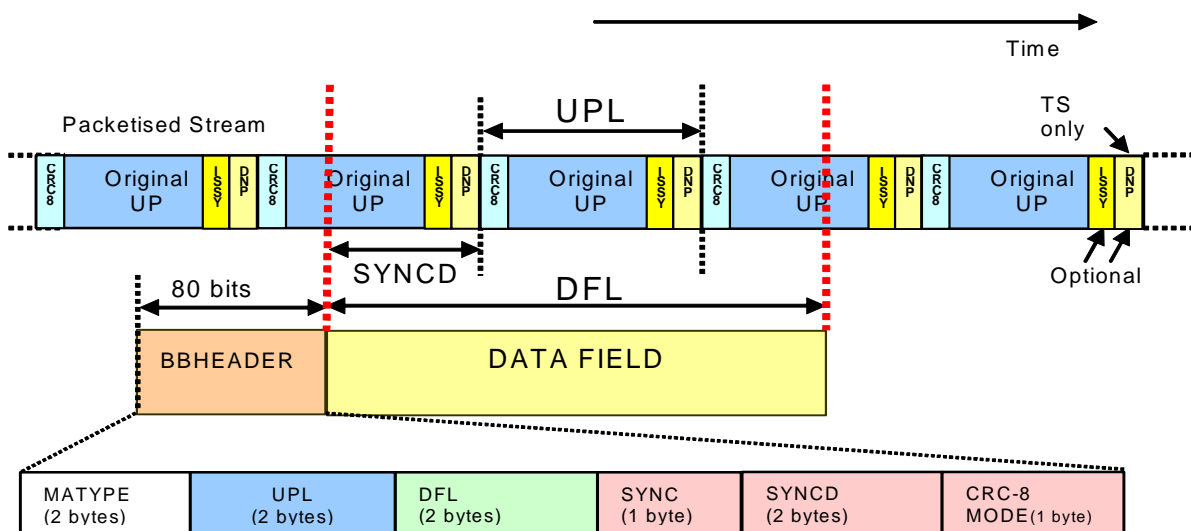 Time
UPL
TS
only
Packetised Stream
CRC8
Original
UP
ISSY
DNP
CRC8
Original
UP
ISSY
DNP
CRC8
Original
UP
ISSY
DNP
CRC8
Original
UP
ISSY
DNP
CRC8
Original
UP
ISSY
DNP
SYNCD
Optional
80 bits
DFL
BBHEADER
DATA FIELD
MATYPE
(2 bytes)
UPL
(2 bytes)
DFL
(2 bytes)
SYNC
(1 byte)
SYNCD
(2 bytes)
CRC-8
MODE(1 byte)